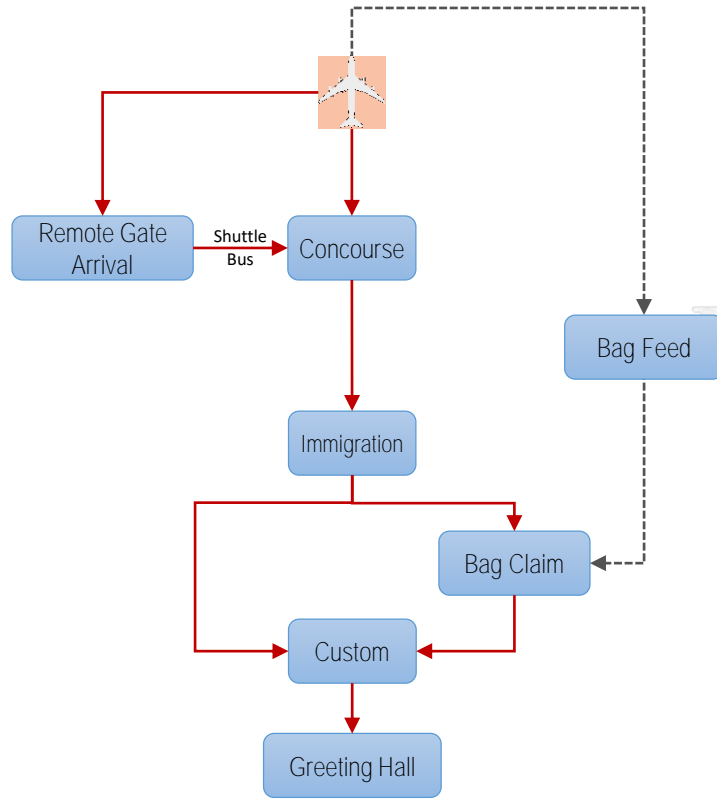 Remote Gate
Arrival
Shuttle
Bus
Concourse
Bag Feed
Immigration
Bag Claim
Custom
Greeting Hall